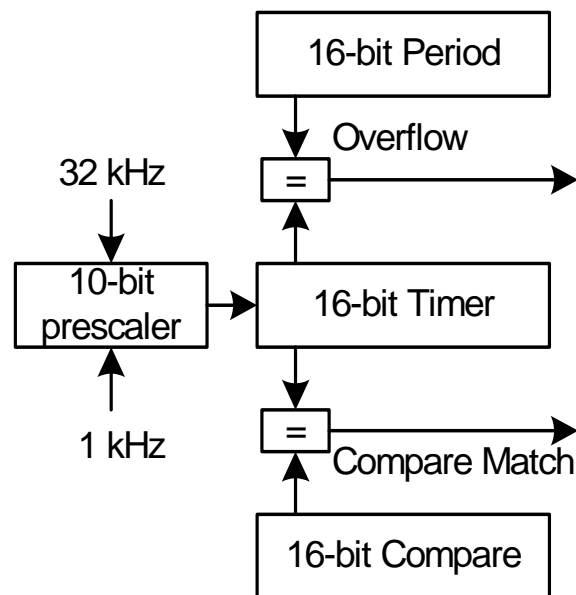 16-bit Period
Overflow
=
32 kHz
10-bit
prescaler
16-bit Timer
1 kHz
=
Compare Match
16-bit Compare